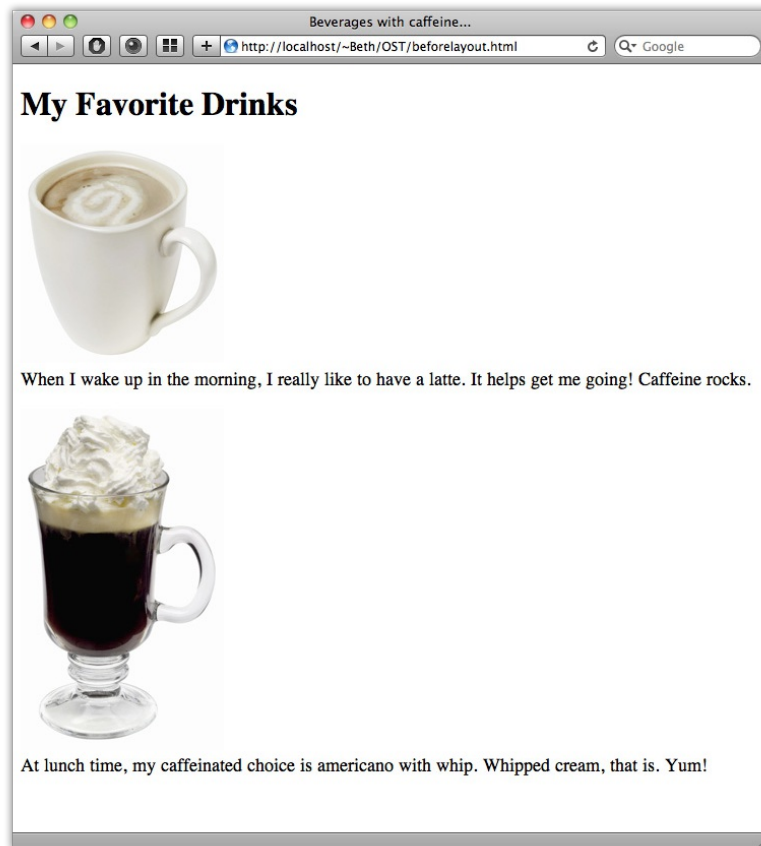 Beverages with caffeine...
http://localhost/~Beth/OST/beforelayout.html
Google
My Favorite Drinks
When I wake up in the morning, I really like to have a latte. It helps get me going! Caffeine rocks.
At lunch time, my caffeinated choice is americano with whip. Whipped cream, that is. Yum!